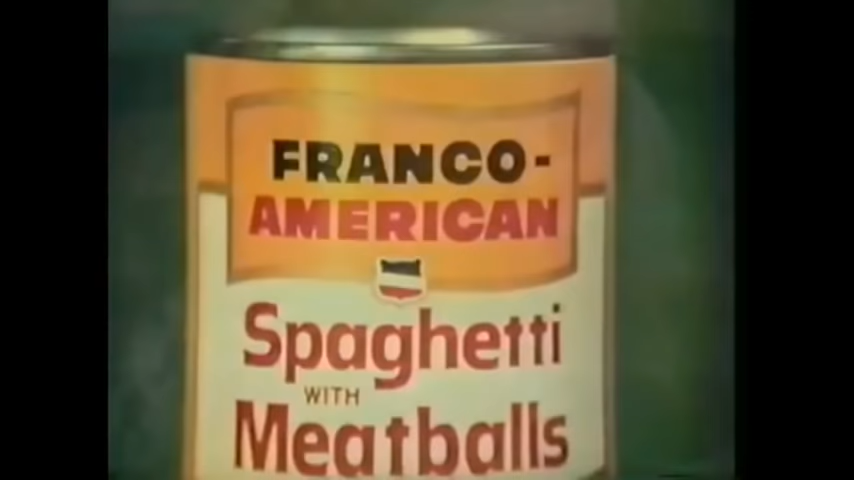 FRANCO-
AMERICAN
Spaghetti
WITH
Meatballs